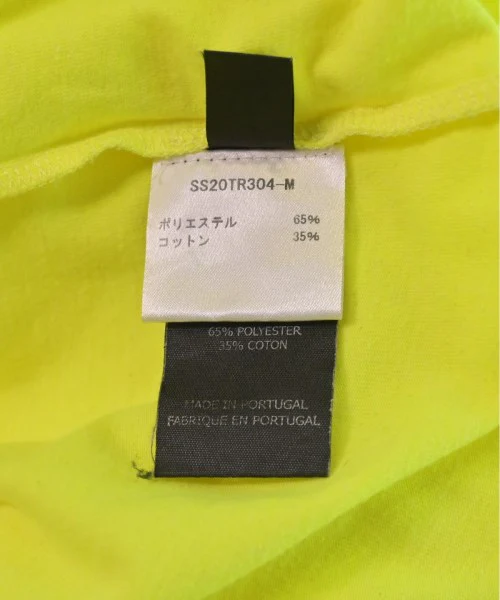 SS20TR304-M
ポリエステル 65%
コットン 35%
65% POLYESTER
35% COTON
MADE IN PORTUGAL
FABRIQUE EN PORTUGAL